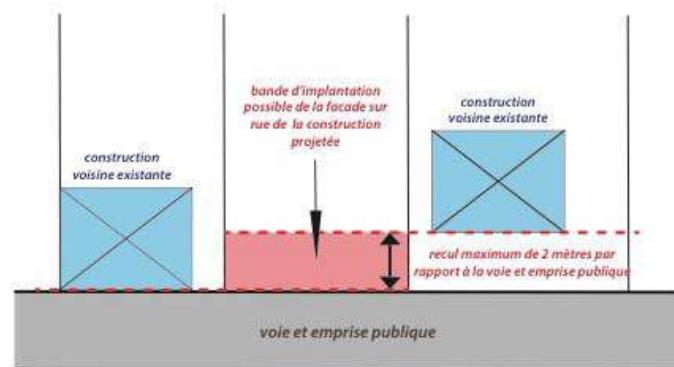 bande d'implantation
possible de la facade sur
rue de la construction
projetée
construction
voisine existante
construction
voisine existante
recul maximum de 2 mètres par
rapport à la voie et emprise publique
voie et emprise publique